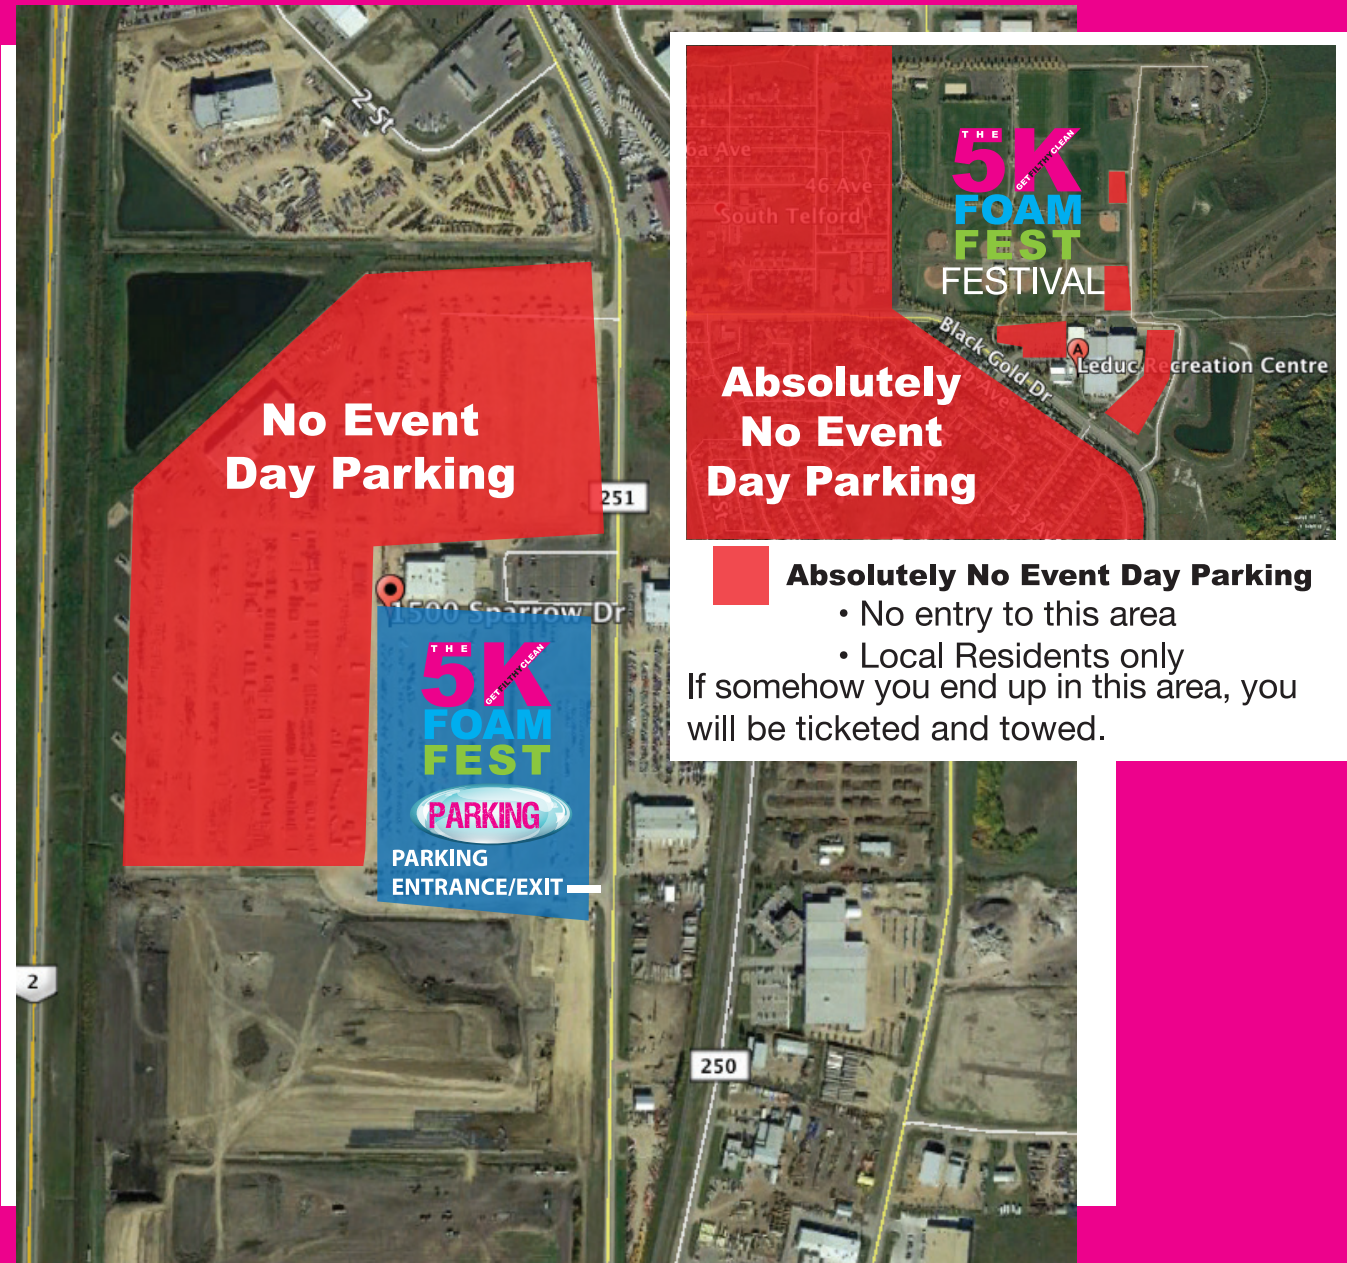 2 St
No Event
Day Parking
251
1500 Sparrow Dr
THE
5K
GET FILTHY CLEAN
FOAM
FEST
PARKING
PARKING
ENTRANCE/EXIT
2
250
6a Ave
46 Ave
South Telford
THE
5K
GET FILTHY CLEAN
FOAM
FEST
FESTIVAL
Black Gold Dr
A
Leduc Recreation Centre
Absolutely
No Event
Day Parking
Absolutely No Event Day Parking
• No entry to this area
• Local Residents only
If somehow you end up in this area, you
will be ticketed and towed.